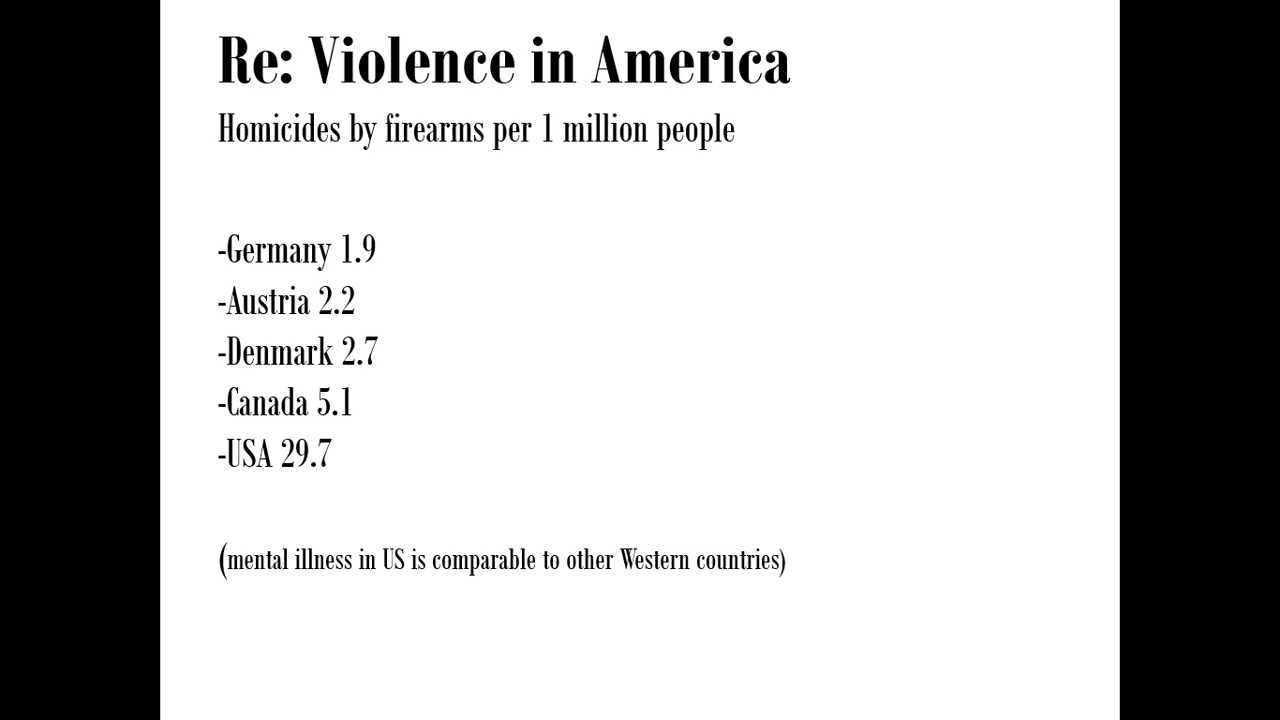 Re: Violence in America
Homicides by firearms per 1 million people
-Germany 1.9
-Austria 2.2
-Denmark 2.7
-Canada 5.1
-USA 29.7
(mental illness in US is comparable to other Western countries)